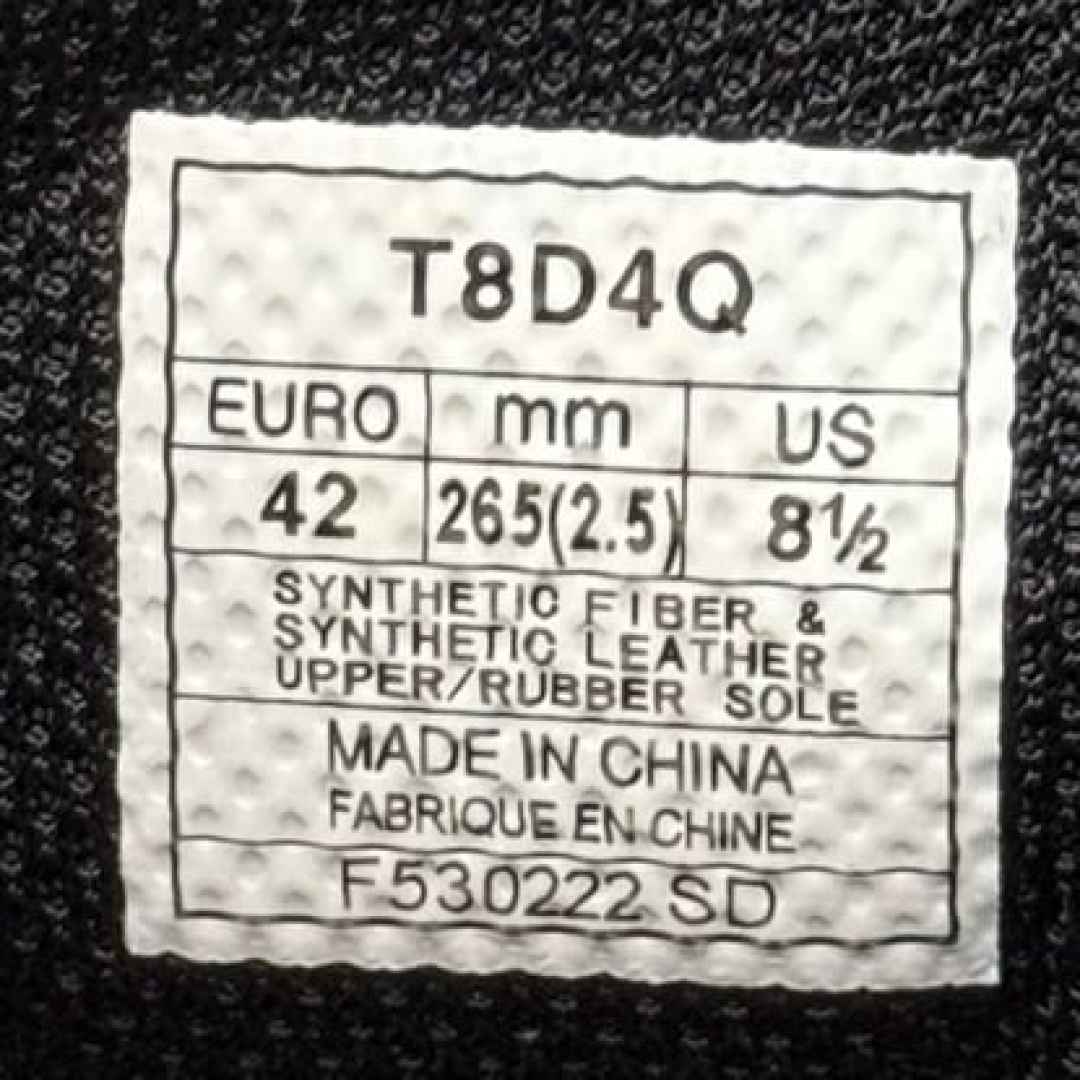 T8D4Q
EURO mm US
42 265(2.5) 8½
SYNTHETIC FIBER &
SYNTHETIC LEATHER
UPPER/RUBBER SOLE
MADE IN CHINA
FABRIQUE EN CHINE
F530222 SD